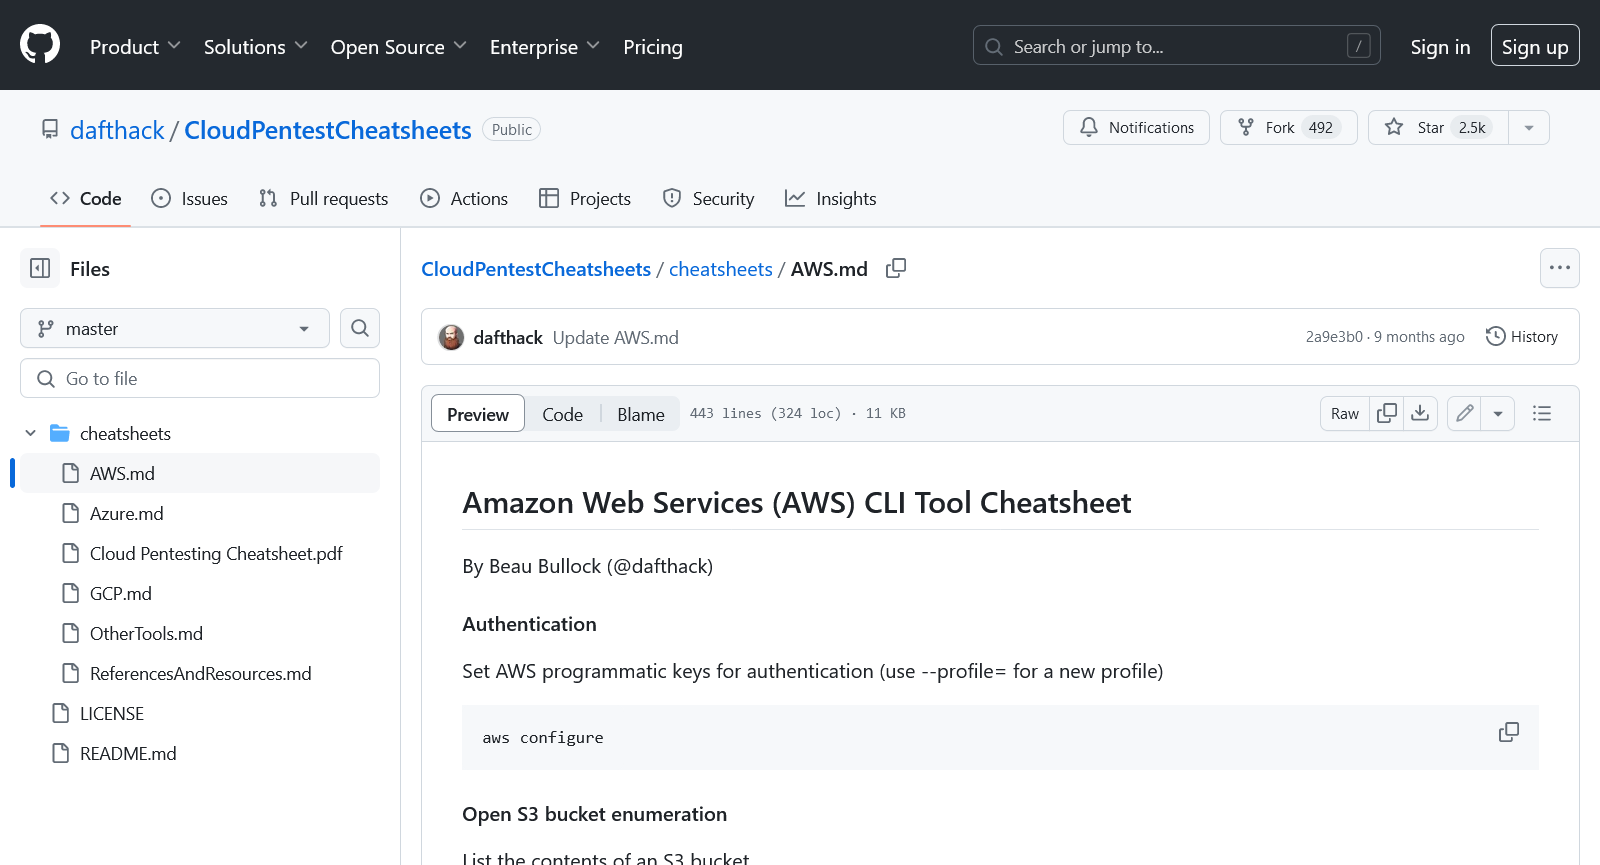 Product Solutions Open Source Enterprise Pricing Search or jump to... / Sign in Sign up
dafthack / CloudPentestCheatsheets Public Notifications Fork 492 Star 2.5k
Code Issues Pull requests Actions Projects Security Insights
Files
master
Go to file
cheatsheets
AWS.md
Azure.md
Cloud Pentesting Cheatsheet.pdf
GCP.md
OtherTools.md
ReferencesAndResources.md
LICENSE
README.md
CloudPentestCheatsheets / cheatsheets / AWS.md
dafthack Update AWS.md 2a9e3b0 · 9 months ago History
Preview Code Blame 443 lines (324 loc) · 11 KB Raw
Amazon Web Services (AWS) CLI Tool Cheatsheet
By Beau Bullock (@dafthack)
Authentication
Set AWS programmatic keys for authentication (use --profile= for a new profile)
aws configure
Open S3 bucket enumeration
List the contents of an S3 bucket